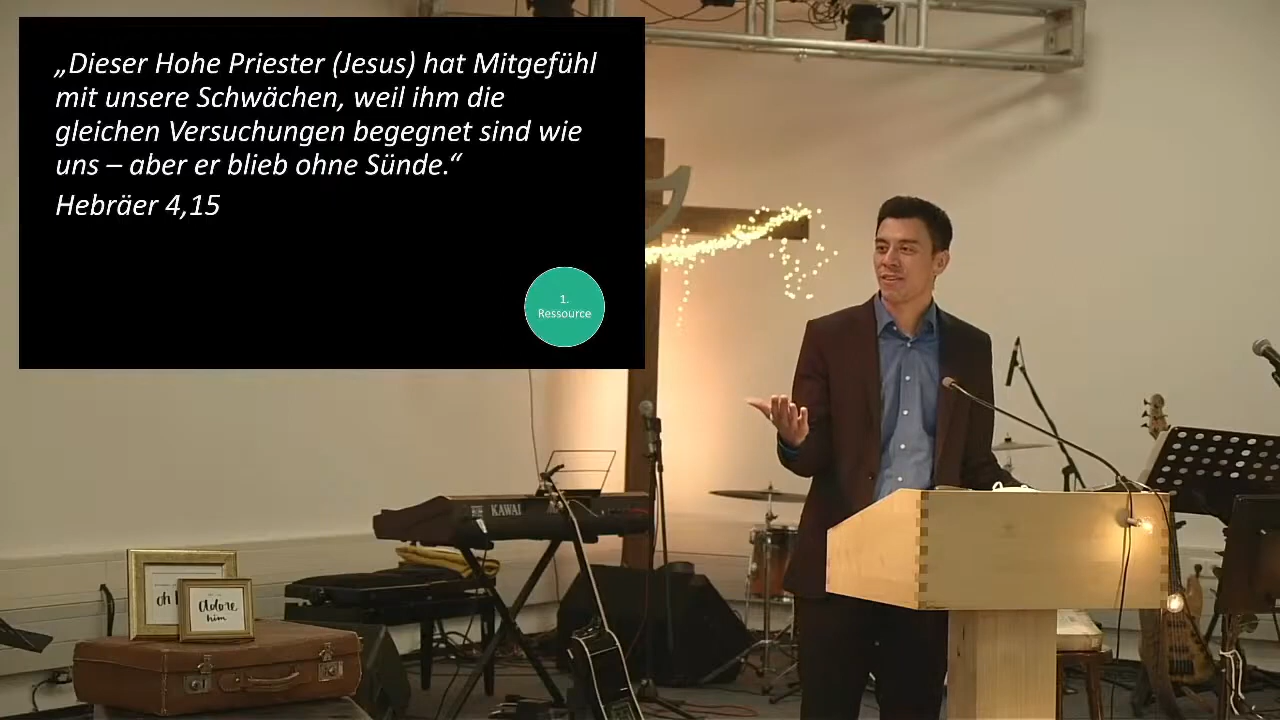 „Dieser Hohe Priester (Jesus) hat Mitgefühl
mit unsere Schwächen, weil ihm die
gleichen Versuchungen begegnet sind wie
uns – aber er blieb ohne Sünde.“
Hebräer 4,15
1.
Ressource
KAWAI
oh
adore
him